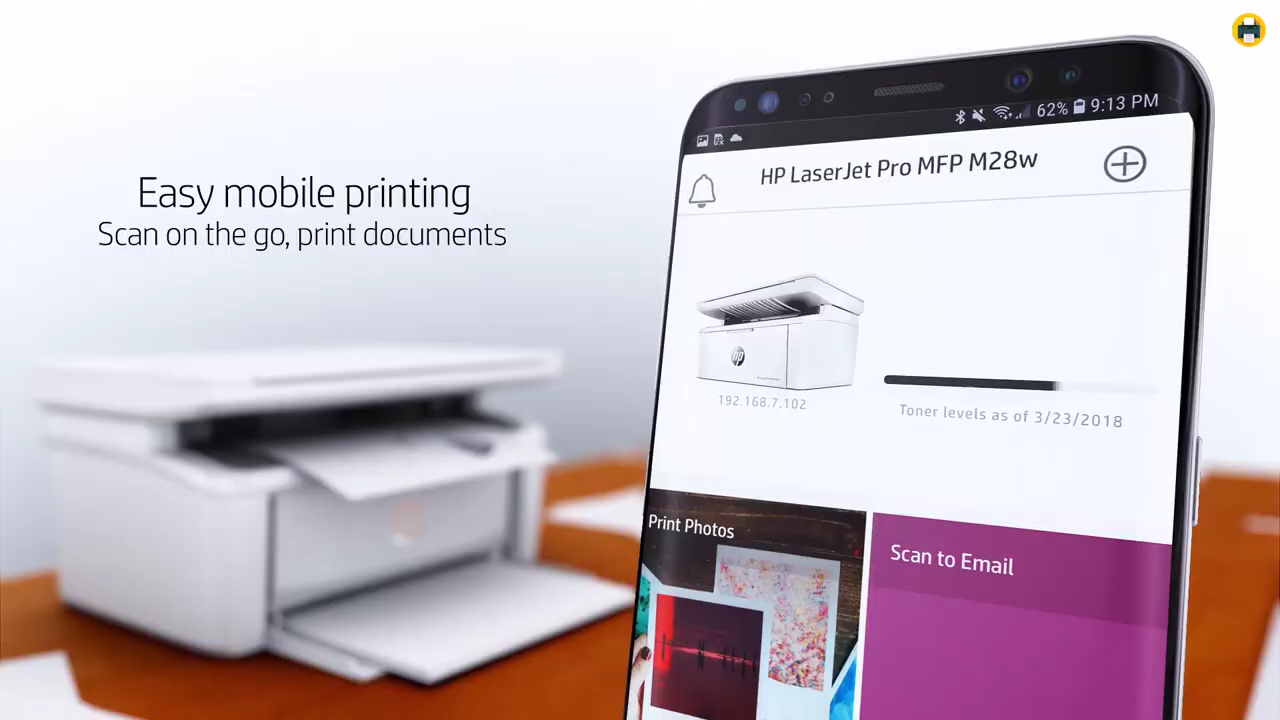 Easy mobile printing
Scan on the go, print documents
62% 9:13 PM
HP LaserJet Pro MFP M28w
hp
192.168.7.102
Toner levels as of 3/23/2018
Print Photos
Scan to Email